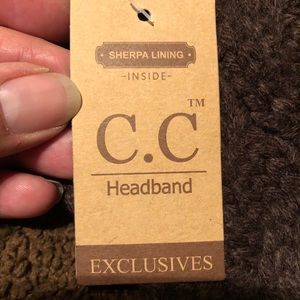 SHERPA LINING
-INSIDE-
C.C™
Headband
EXCLUSIVES